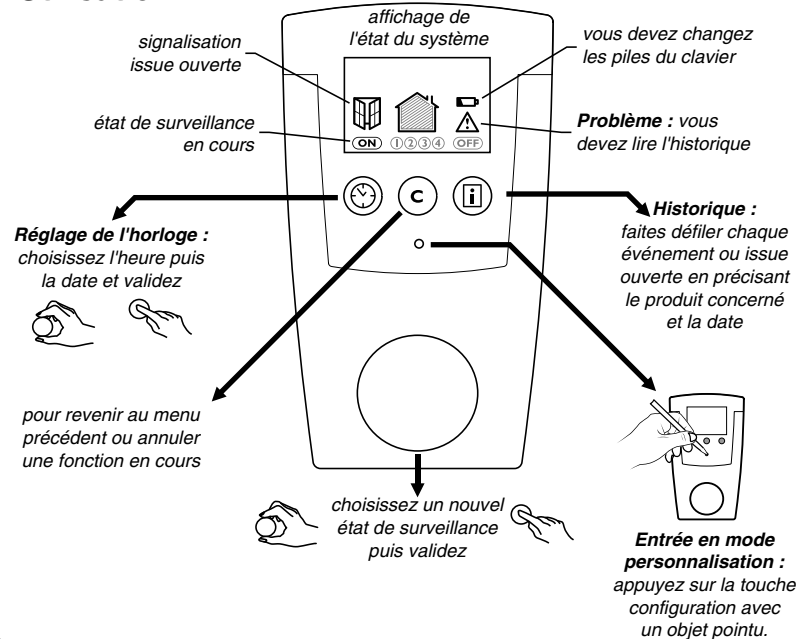 affichage de
l'état du système
signalisation
issue ouverte
vous devez changez
les piles du clavier
état de surveillance
en cours
Problème : vous
devez lire l'historique
ON ①②③④ OFF
C i
Réglage de l'horloge :
choisissez l'heure puis
la date et validez
Historique :
faites défiler chaque
événement ou issue
ouverte en précisant
le produit concerné
et la date
pour revenir au menu
précédent ou annuler
une fonction en cours
choisissez un nouvel
état de surveillance
puis validez
Entrée en mode
personnalisation :
appuyez sur la touche
configuration avec
un objet pointu.